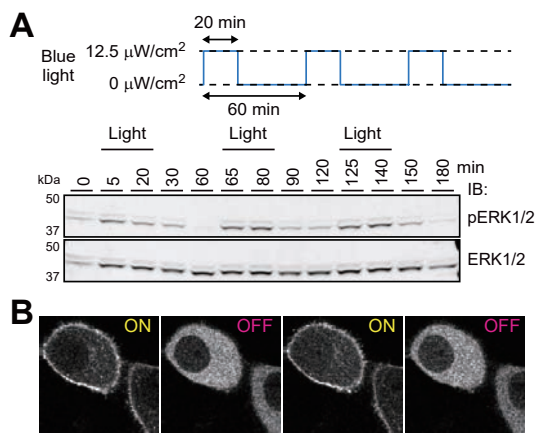 A
20 min
Blue light
12.5 μW/cm²
0 μW/cm²
60 min
Light Light Light
kDa 0 5 20 30 60 65 80 90 120 125 140 150 180 min
IB:
50
37
pERK1/2
50
37
ERK1/2
B
ON OFF ON OFF